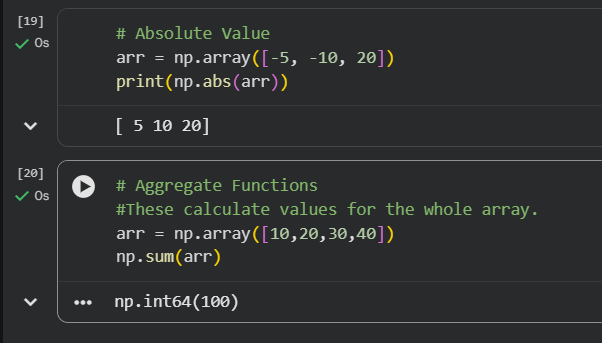 [19]
0s
# Absolute Value
arr = np.array([-5, -10, 20])
print(np.abs(arr))
[ 5 10 20]
[20]
0s
# Aggregate Functions
#These calculate values for the whole array.
arr = np.array([10,20,30,40])
np.sum(arr)
np.int64(100)